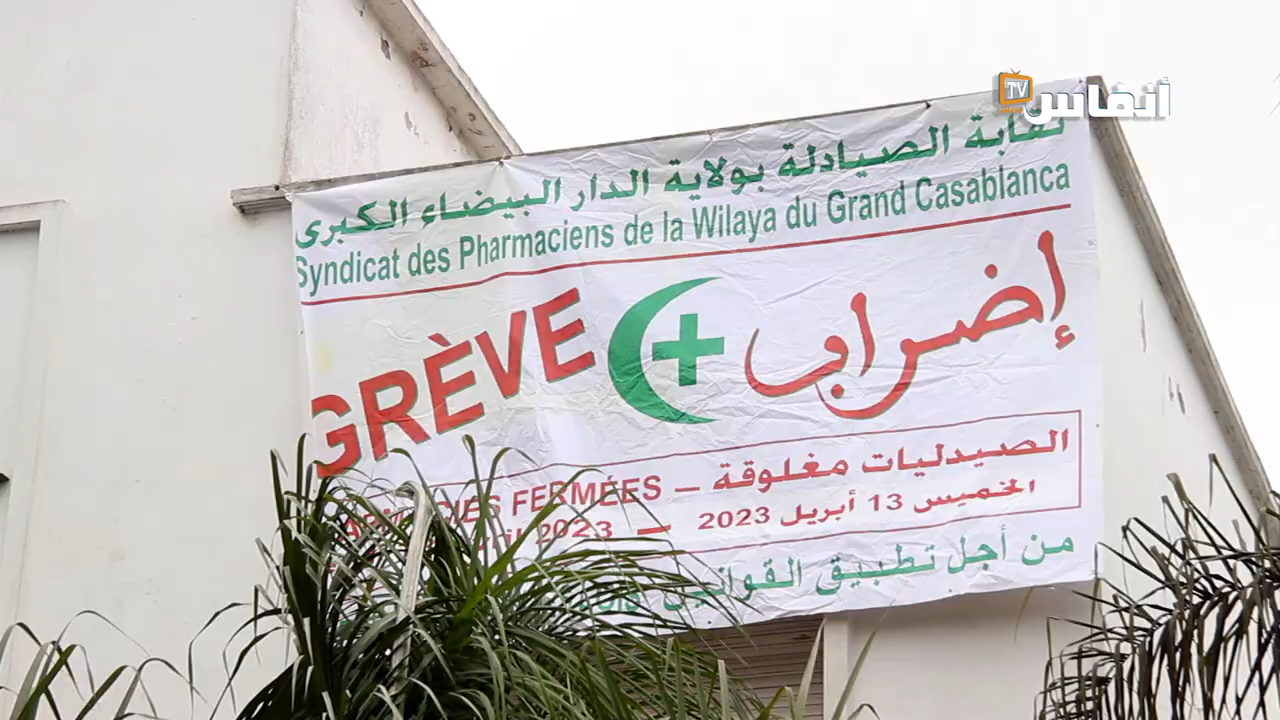 أنفاس TV
نقابة الصيادلة بولاية الدار البيضاء الكبرى
Syndicat des Pharmaciens de la Wilaya du Grand Casablanca
GRÈVE إضراب
FERMÉES – الصيدليات مغلوقة
2023 – الخميس 13 أبريل 2023
من أجل تطبيق القوانين